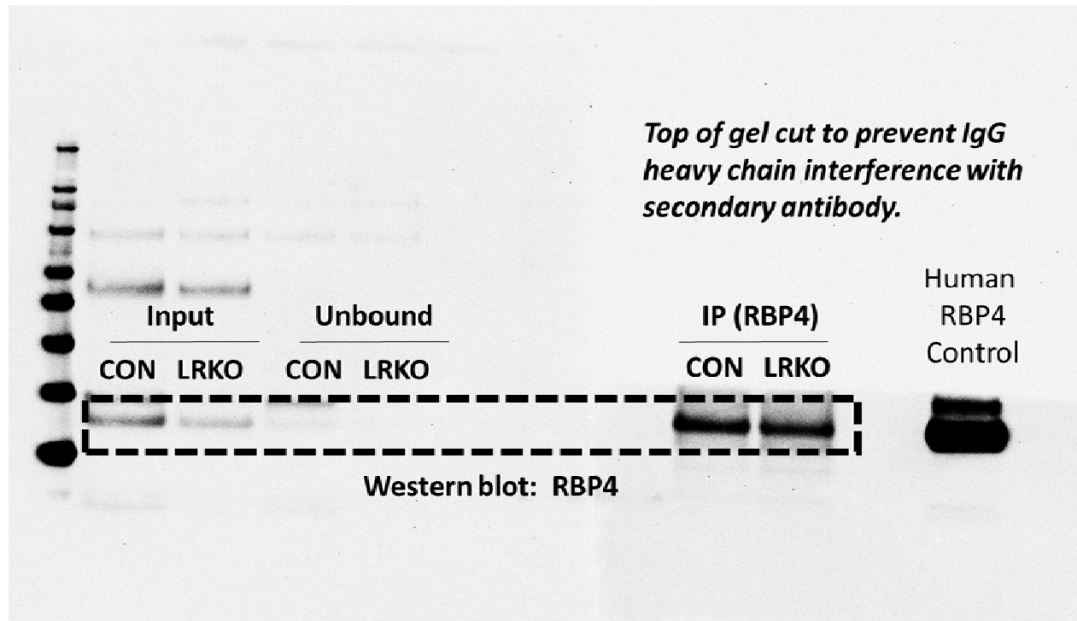 Top of gel cut to prevent IgG
heavy chain interference with
secondary antibody.
Human
RBP4
Control
Input
Unbound
IP (RBP4)
CON LRKO
CON LRKO
CON LRKO
Western blot: RBP4